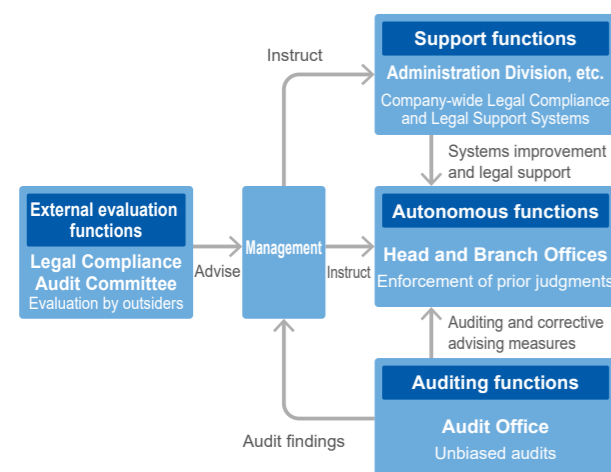 Support functions
Administration Division, etc.
Company-wide Legal Compliance
and Legal Support Systems
Instruct
Systems improvement
and legal support
External evaluation
functions
Legal Compliance
Audit Committee
Evaluation by outsiders
Advise
Management
Instruct
Autonomous functions
Head and Branch Offices
Enforcement of prior judgments
Auditing and corrective
advising measures
Auditing functions
Audit Office
Unbiased audits
Audit findings